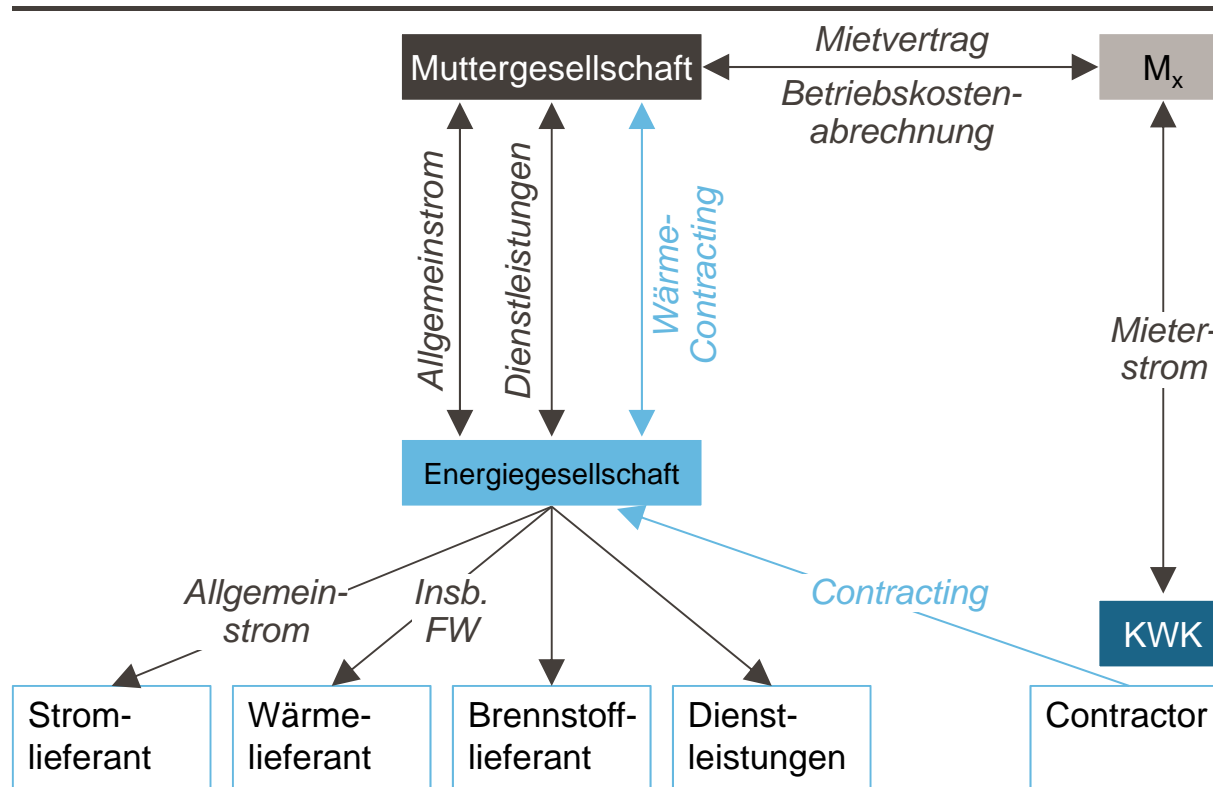 Muttergesellschaft
Mietvertrag
Betriebskosten-
abrechnung
Mx
Allgemeinstrom
Dienstleistungen
Wärme-
Contracting
Mieter-
strom
Energiegesellschaft
Allgemein-
strom
Insb.
FW
Contracting
KWK
Strom-
lieferant
Wärme-
lieferant
Brennstoff-
lieferant
Dienst-
leistungen
Contractor